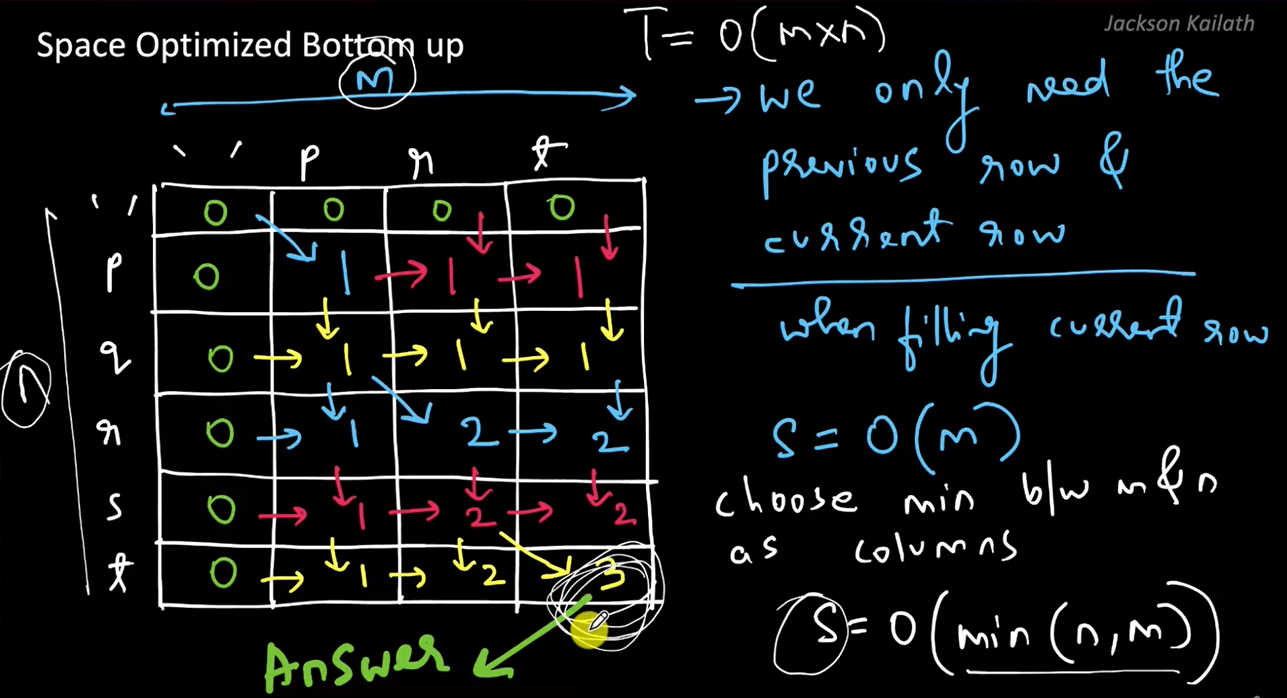 Space Optimized Bottom up
T = O(m×n)
Jackson Kailath
m
→ we only need the
previous row &
current row
when filling current row
S = O(m)
choose min b/w m & n
as columns
S = O(min(n,m))
' ' p r t
' ' 0 0 0 0
p 0 1 1 1
q 0 1 1 1
n
r 0 1 2 2
s 0 1 2 2
t 0 1 2 3
Answer